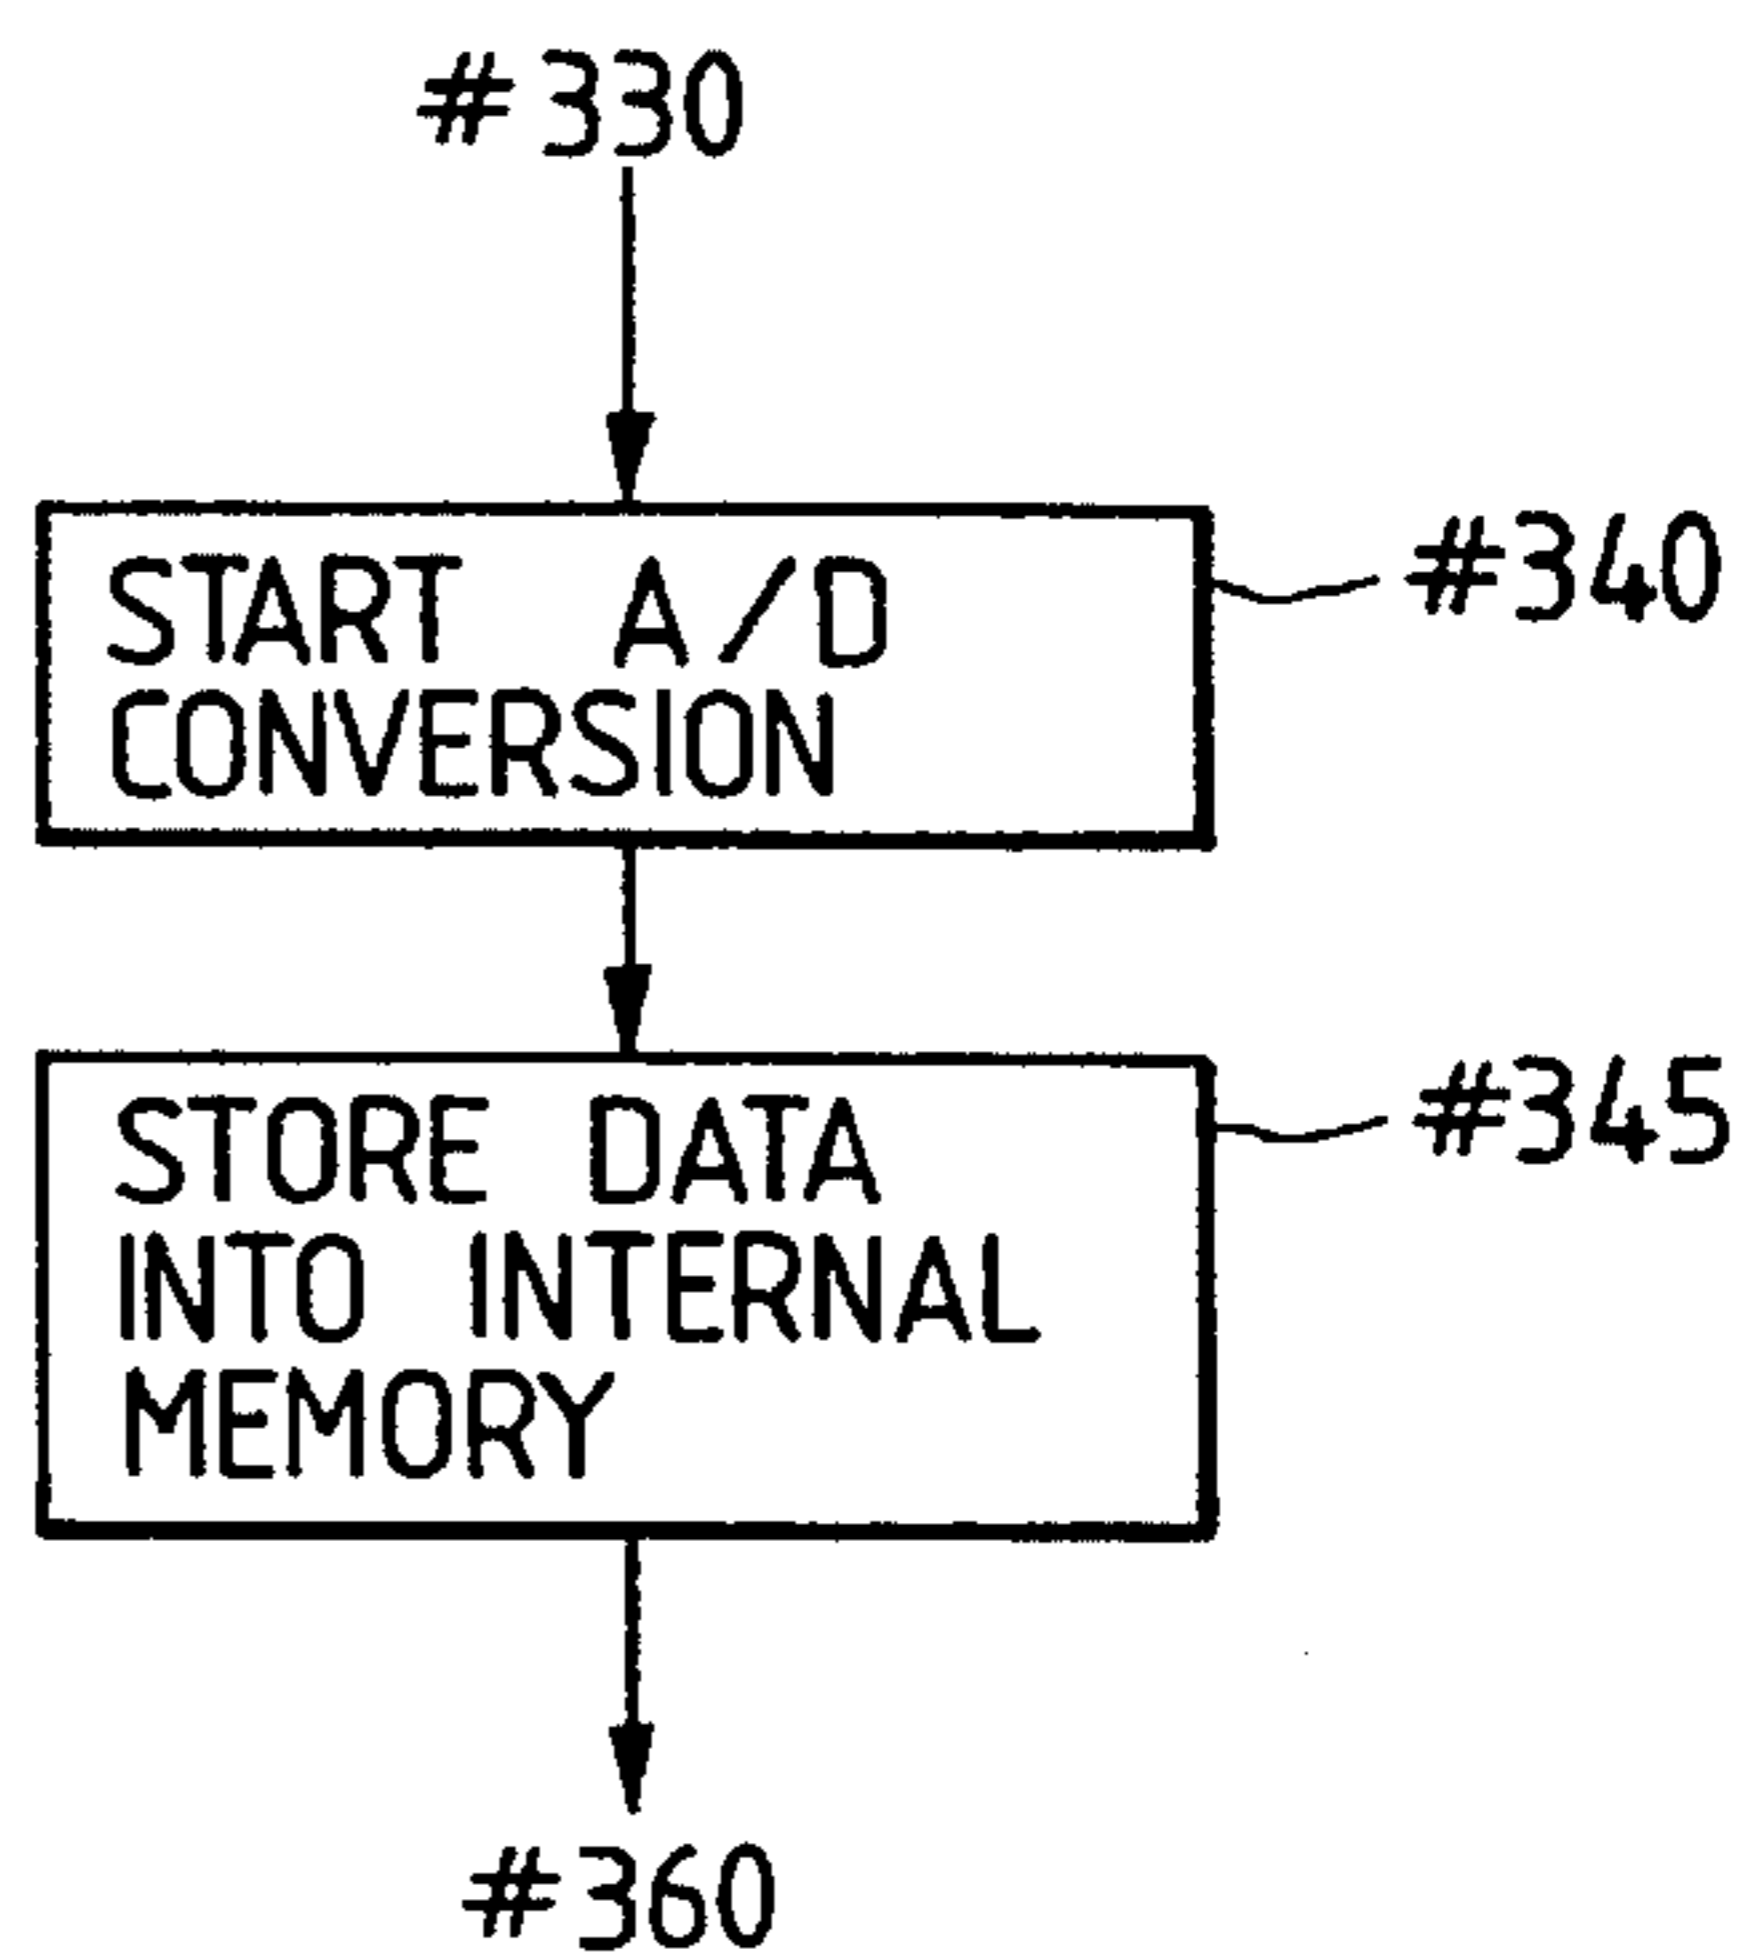 #330
START A/D
CONVERSION
#340
STORE DATA
INTO INTERNAL
MEMORY
#345
#360